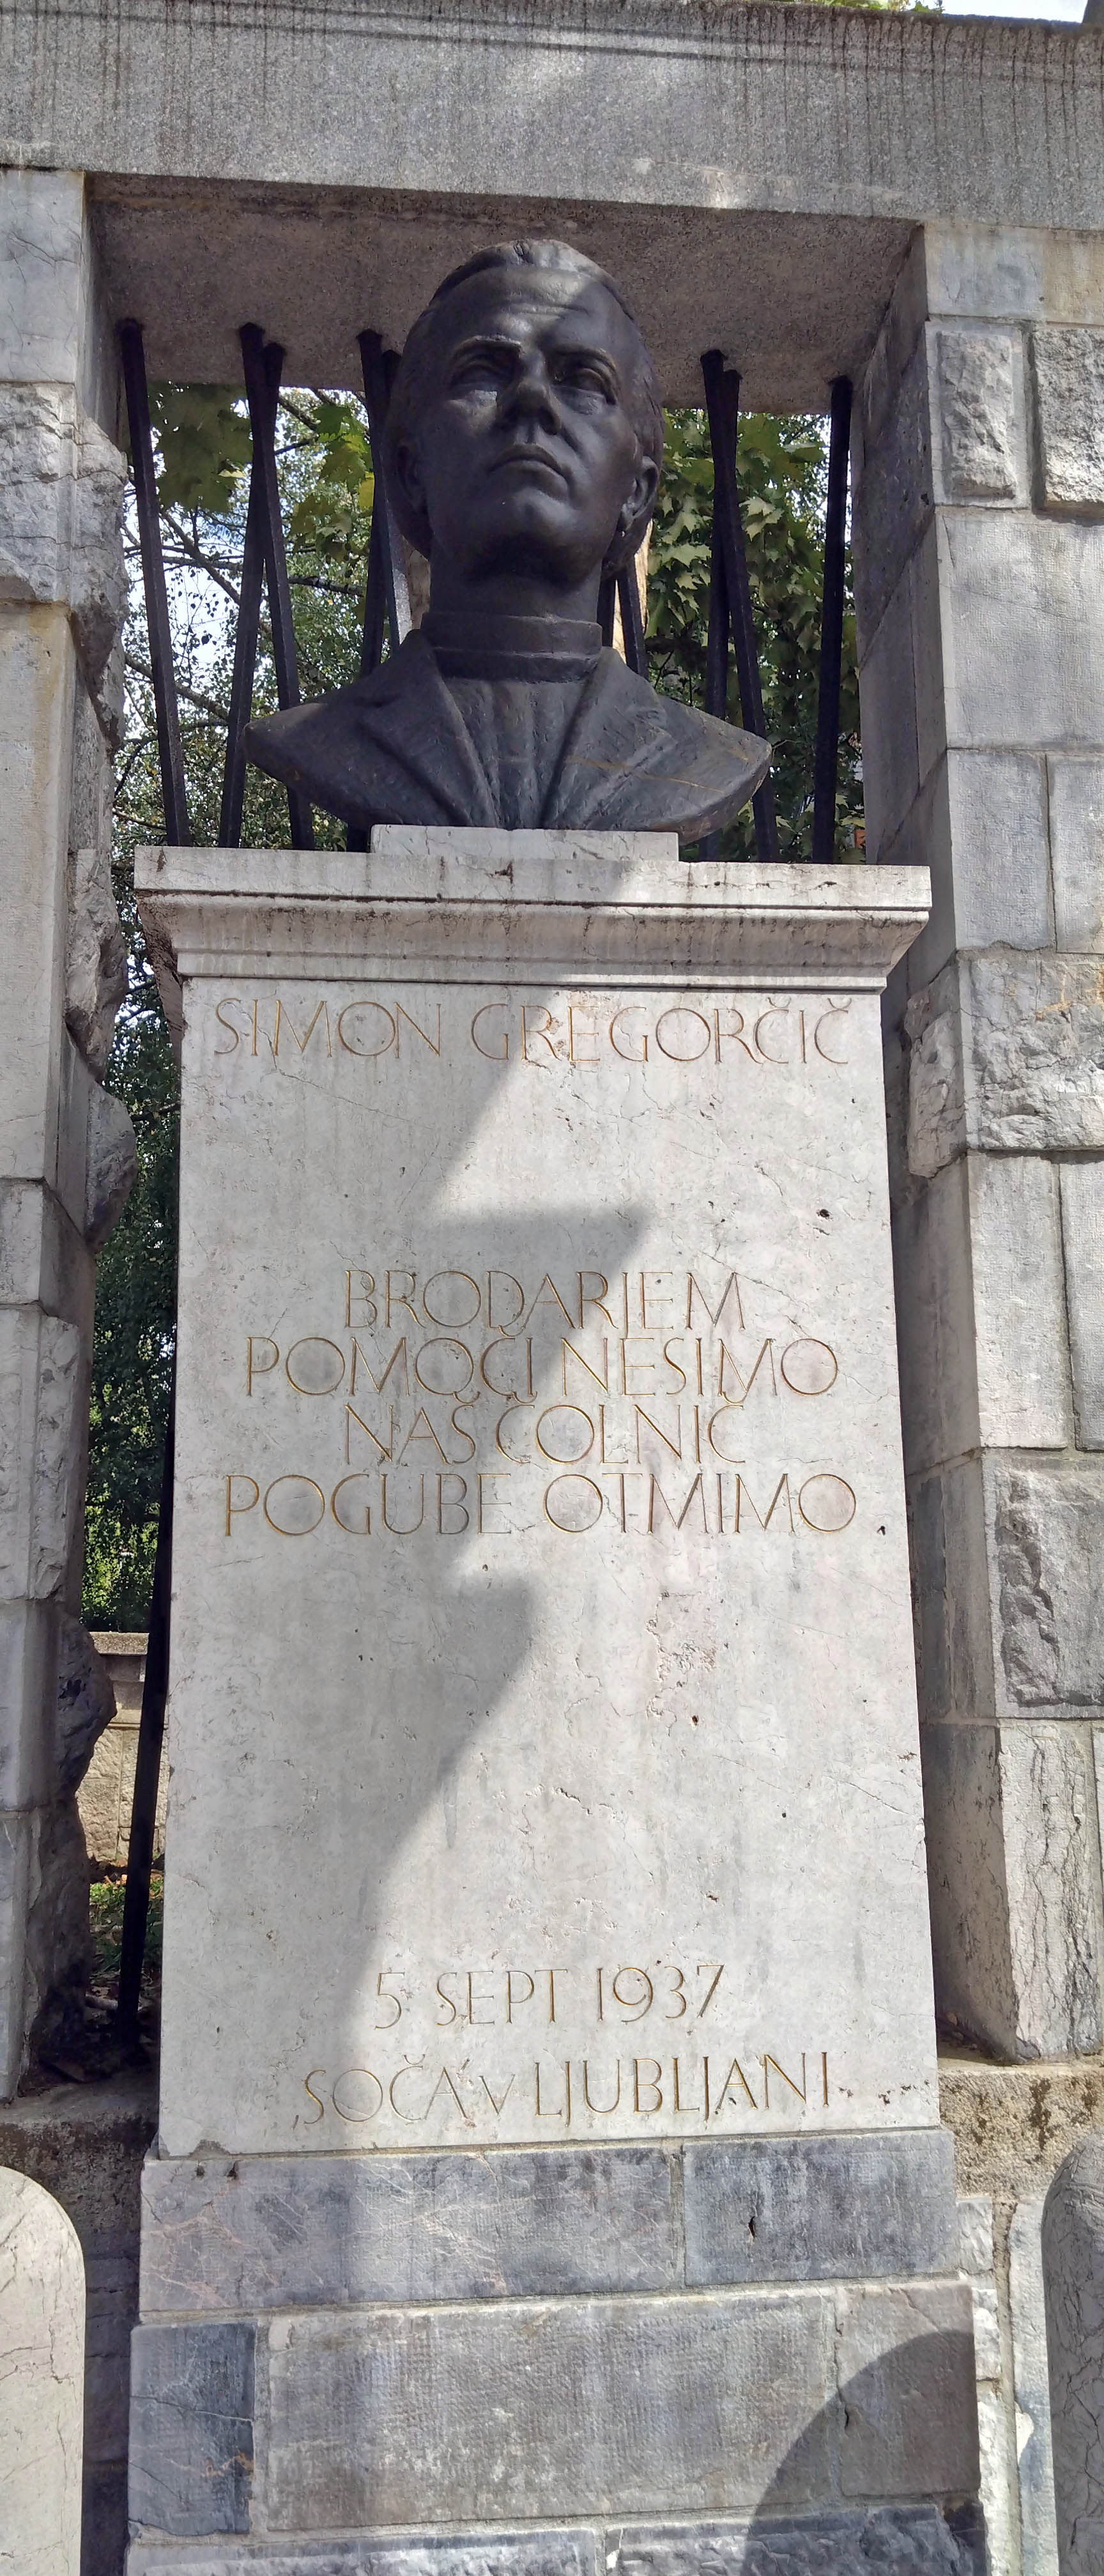 SIMON GREGORČIČ
BRODARJEM
POMOČI NESIMO
NAŠ ČOLNIČ
POGUBE OTMIMO
5 SEPT 1937
SOČA V LJUBLJANI